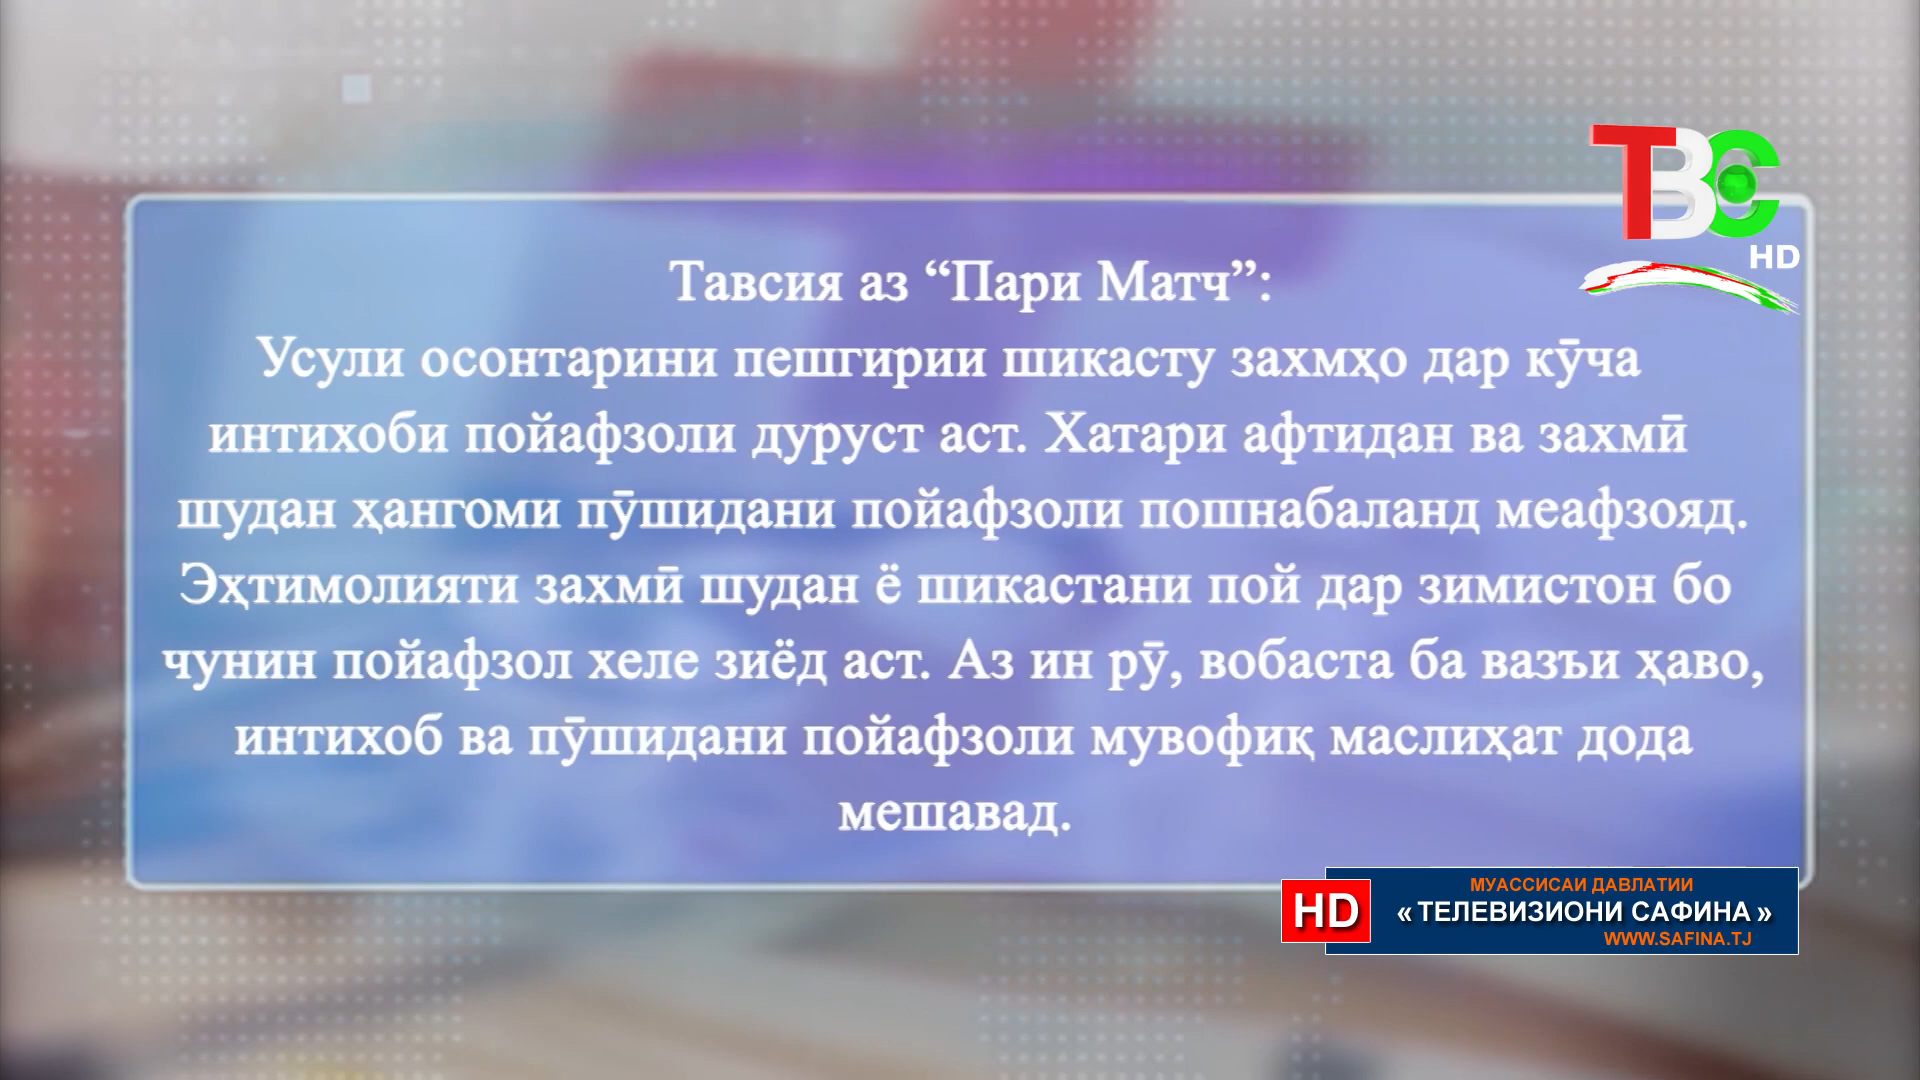 ТВС
HD
Тавсия аз “Пари Матч”:
Усули осонтарини пешгирии шикасту захмҳо дар кӯча
интихоби пойафзоли дуруст аст. Хатари афтидан ва захмӣ
шудан ҳангоми пӯшидани пойафзоли пошнабаланд меафзояд.
Эҳтимолияти захмӣ шудан ё шикастани пой дар зимистон бо
чунин пойафзол хеле зиёд аст. Аз ин рӯ, вобаста ба вазъи ҳаво,
интихоб ва пӯшидани пойафзоли мувофиқ маслиҳат дода
мешавад.
HD
МУАССИСАИ ДАВЛАТИИ
«ТЕЛЕВИЗИОНИ САФИНА»
WWW.SAFINA.TJ